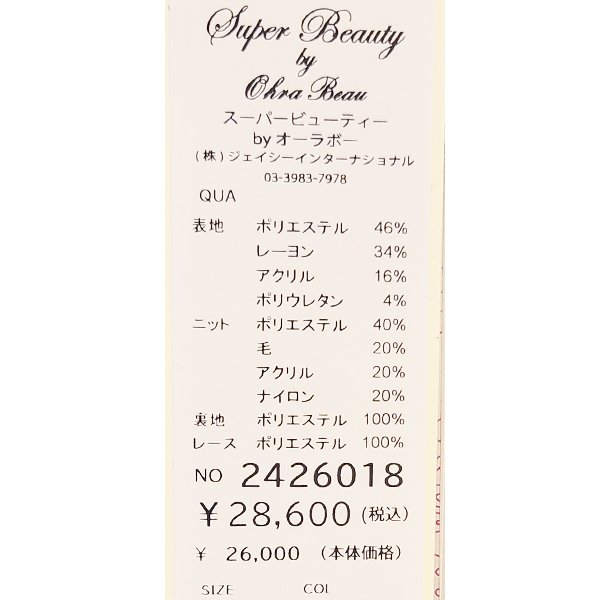 Super Beauty
by
Ohra Beau
スーパービューティー
by オーラボー
(株)ジェイシーインターナショナル
03-3983-7978
QUA
表地 ポリエステル 46%
レーヨン 34%
アクリル 16%
ポリウレタン 4%
ニット ポリエステル 40%
毛 20%
アクリル 20%
ナイロン 20%
裏地 ポリエステル 100%
レース ポリエステル 100%
NO 2426018
¥28,600(税込)
¥ 26,000 (本体価格)
SIZE COL